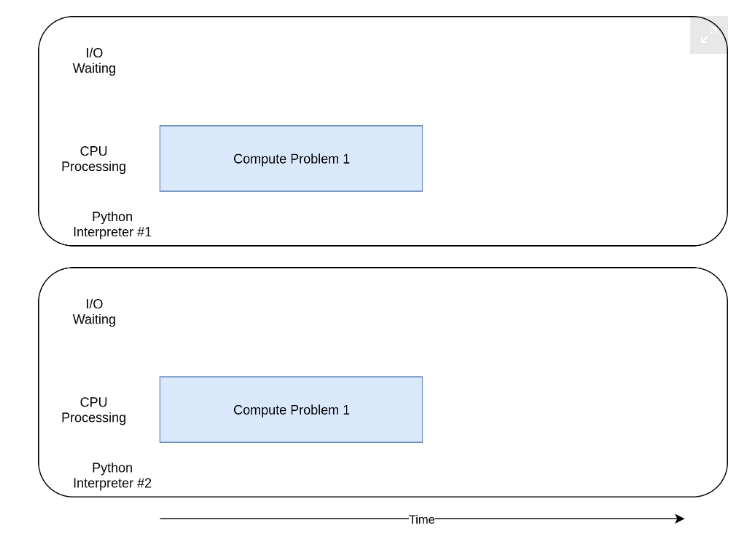 I/O
Waiting
CPU
Processing
Compute Problem 1
Python
Interpreter #1
I/O
Waiting
CPU
Processing
Compute Problem 1
Python
Interpreter #2
Time